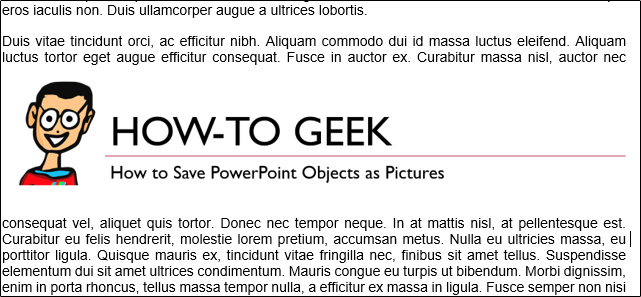 eros iaculis non. Duis ullamcorper augue a ultrices lobortis.
Duis vitae tincidunt orci, ac efficitur nibh. Aliquam commodo dui id massa luctus eleifend. Aliquam
luctus tortor eget augue efficitur consequat. Fusce in auctor ex. Curabitur massa nisl, auctor nec
HOW-TO GEEK
How to Save PowerPoint Objects as Pictures
consequat vel, aliquet quis tortor. Donec nec tempor neque. In at mattis nisl, at pellentesque est.
Curabitur eu felis hendrerit, molestie lorem pretium, accumsan metus. Nulla eu ultricies massa, eu
porttitor ligula. Quisque mauris ex, tincidunt vitae fringilla nec, finibus sit amet tellus. Suspendisse
elementum dui sit amet ultrices condimentum. Mauris congue eu turpis ut bibendum. Morbi dignissim,
enim in porta rhoncus, tellus massa tempor nulla, a efficitur ex massa in ligula. Fusce semper non nisi